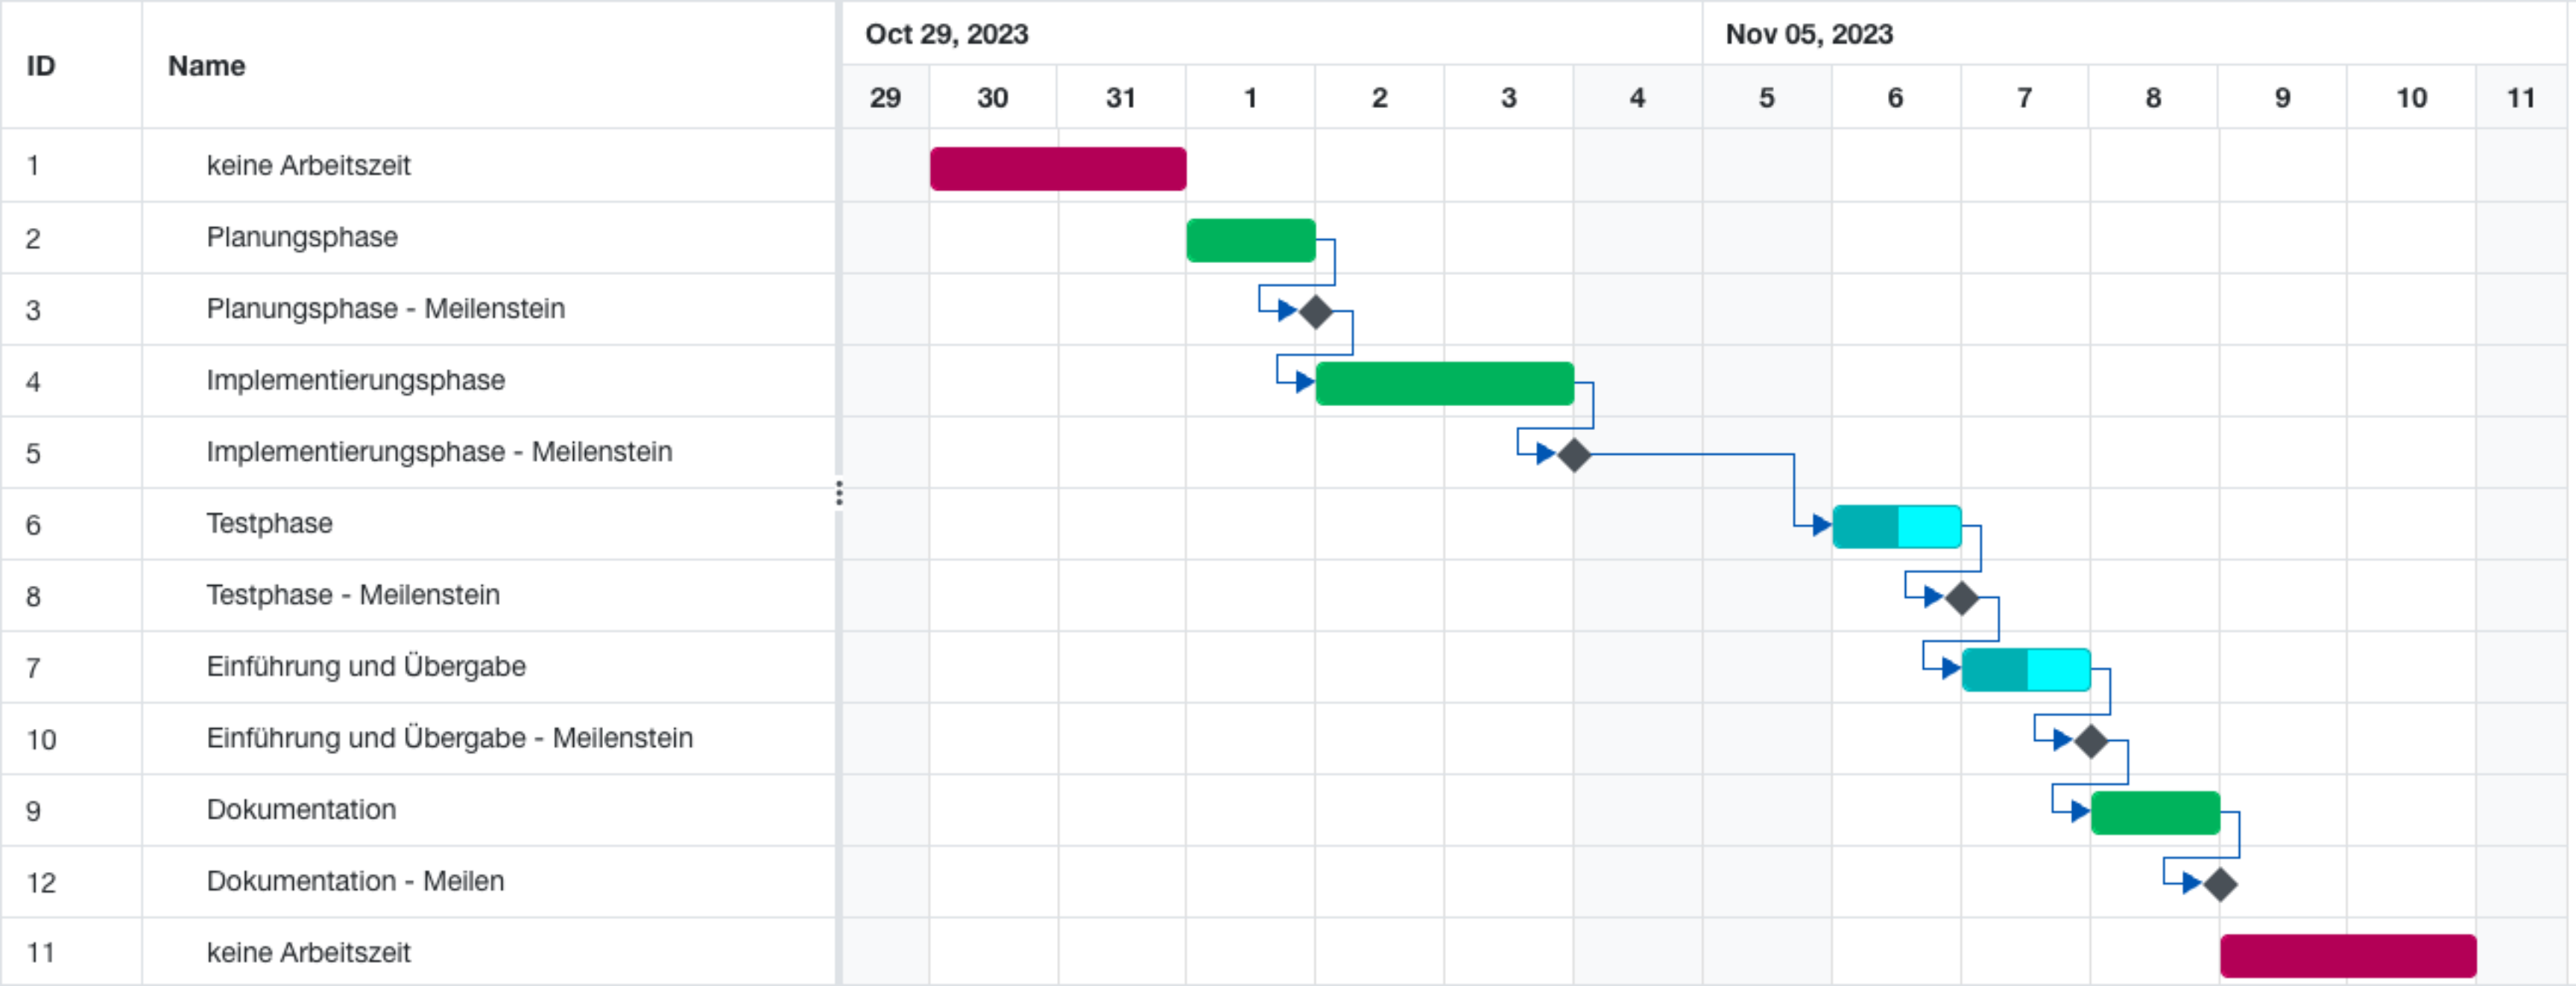 ID Name Oct 29, 2023 Nov 05, 2023
29 30 31 1 2 3 4 5 6 7 8 9 10 11
1 keine Arbeitszeit
2 Planungsphase
3 Planungsphase - Meilenstein
4 Implementierungsphase
5 Implementierungsphase - Meilenstein
6 Testphase
8 Testphase - Meilenstein
7 Einführung und Übergabe
10 Einführung und Übergabe - Meilenstein
9 Dokumentation
12 Dokumentation - Meilen
11 keine Arbeitszeit